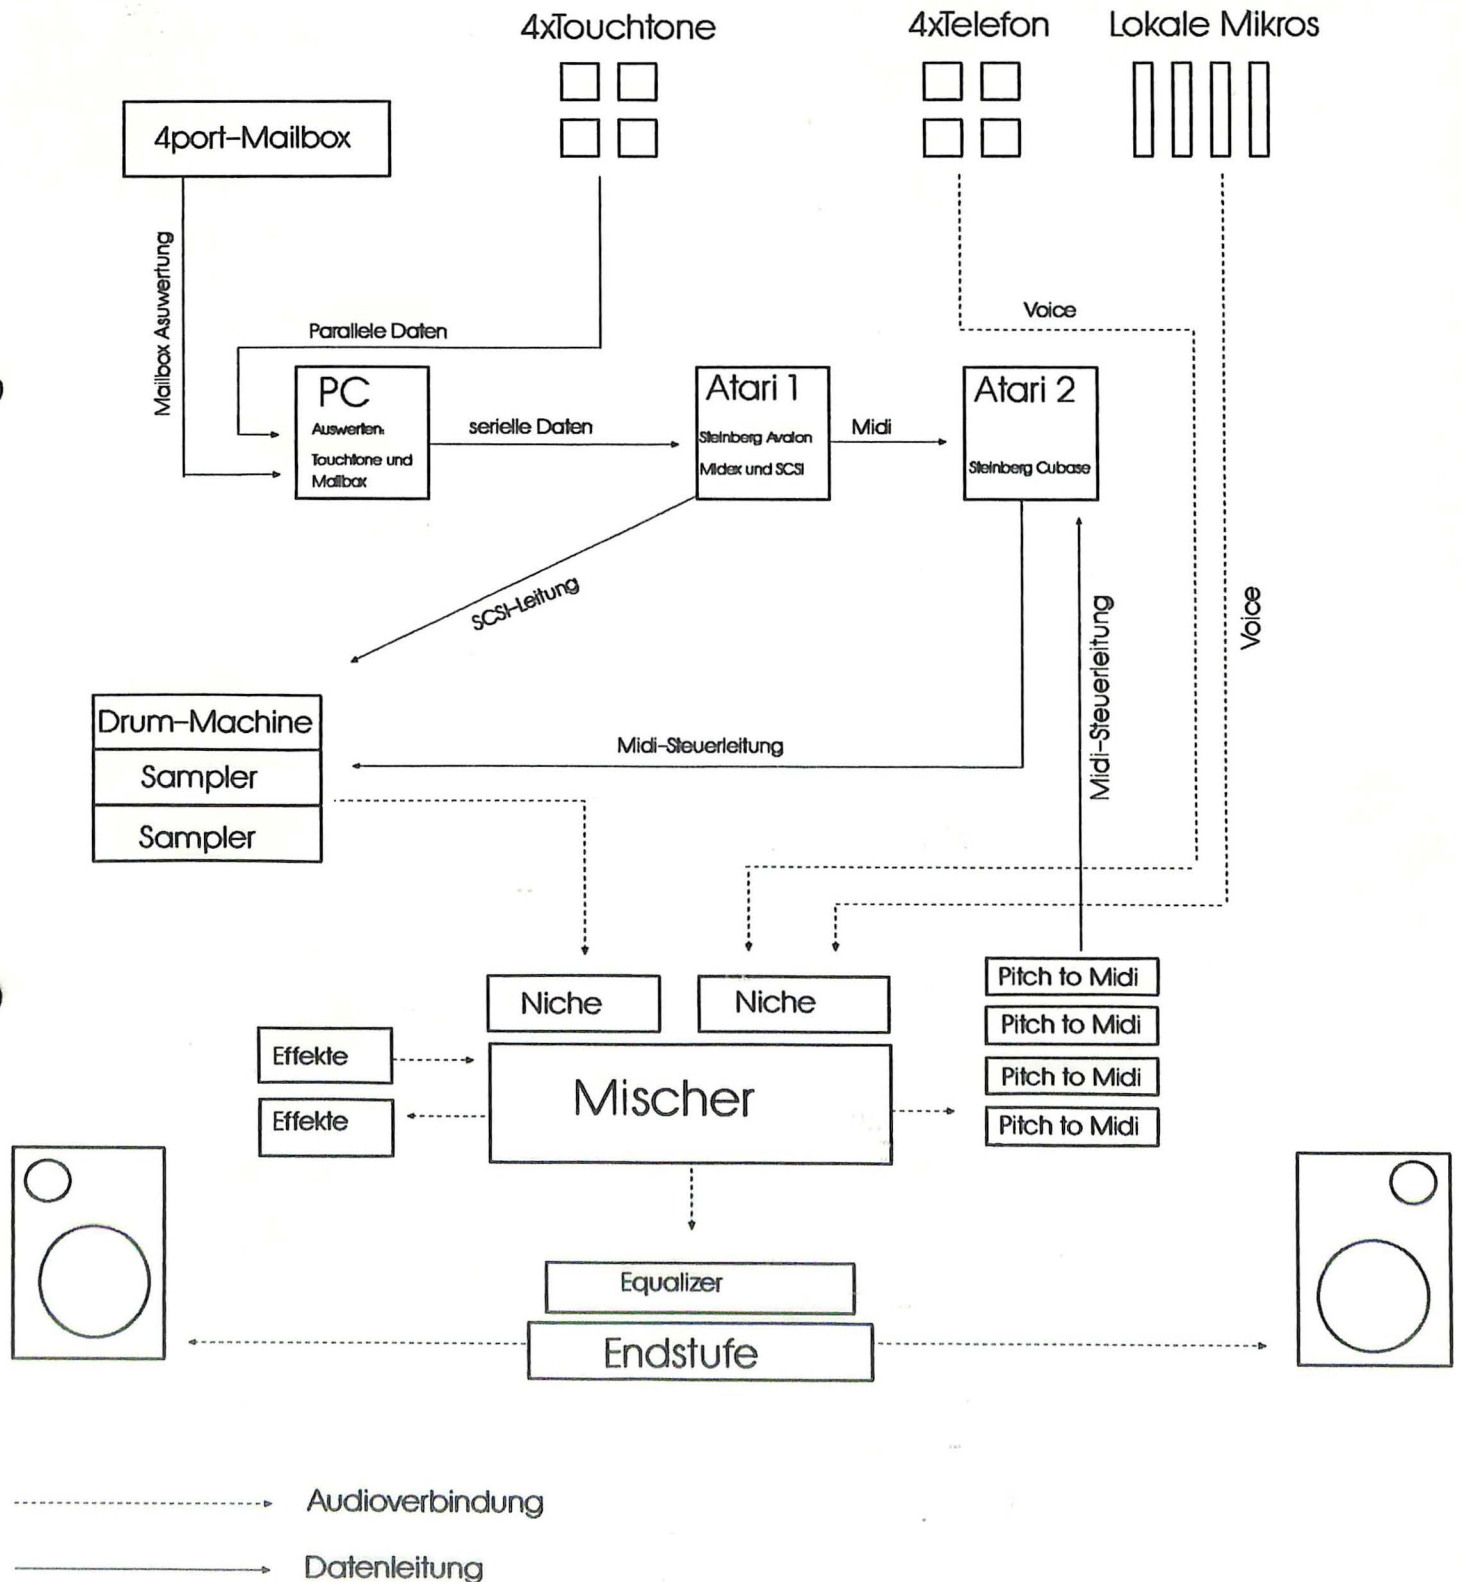 4xTouchtone
4xTelefon
Lokale Mikros
4port-Mailbox
Mailbox Asuwertung
Parallele Daten
Voice
PC
Auswerten:
Touchtone und
Mailbox
serielle Daten
Atari 1
Steinberg Avalon
Midex und SCSI
Midi
Atari 2
Steinberg Cubase
SCSI-Leitung
Midi-Steuerleitung
Voice
Drum-Machine
Sampler
Sampler
Midi-Steuerleitung
Niche
Niche
Pitch to Midi
Pitch to Midi
Pitch to Midi
Pitch to Midi
Effekte
Effekte
Mischer
Equalizer
Endstufe
Audioverbindung
Datenleitung